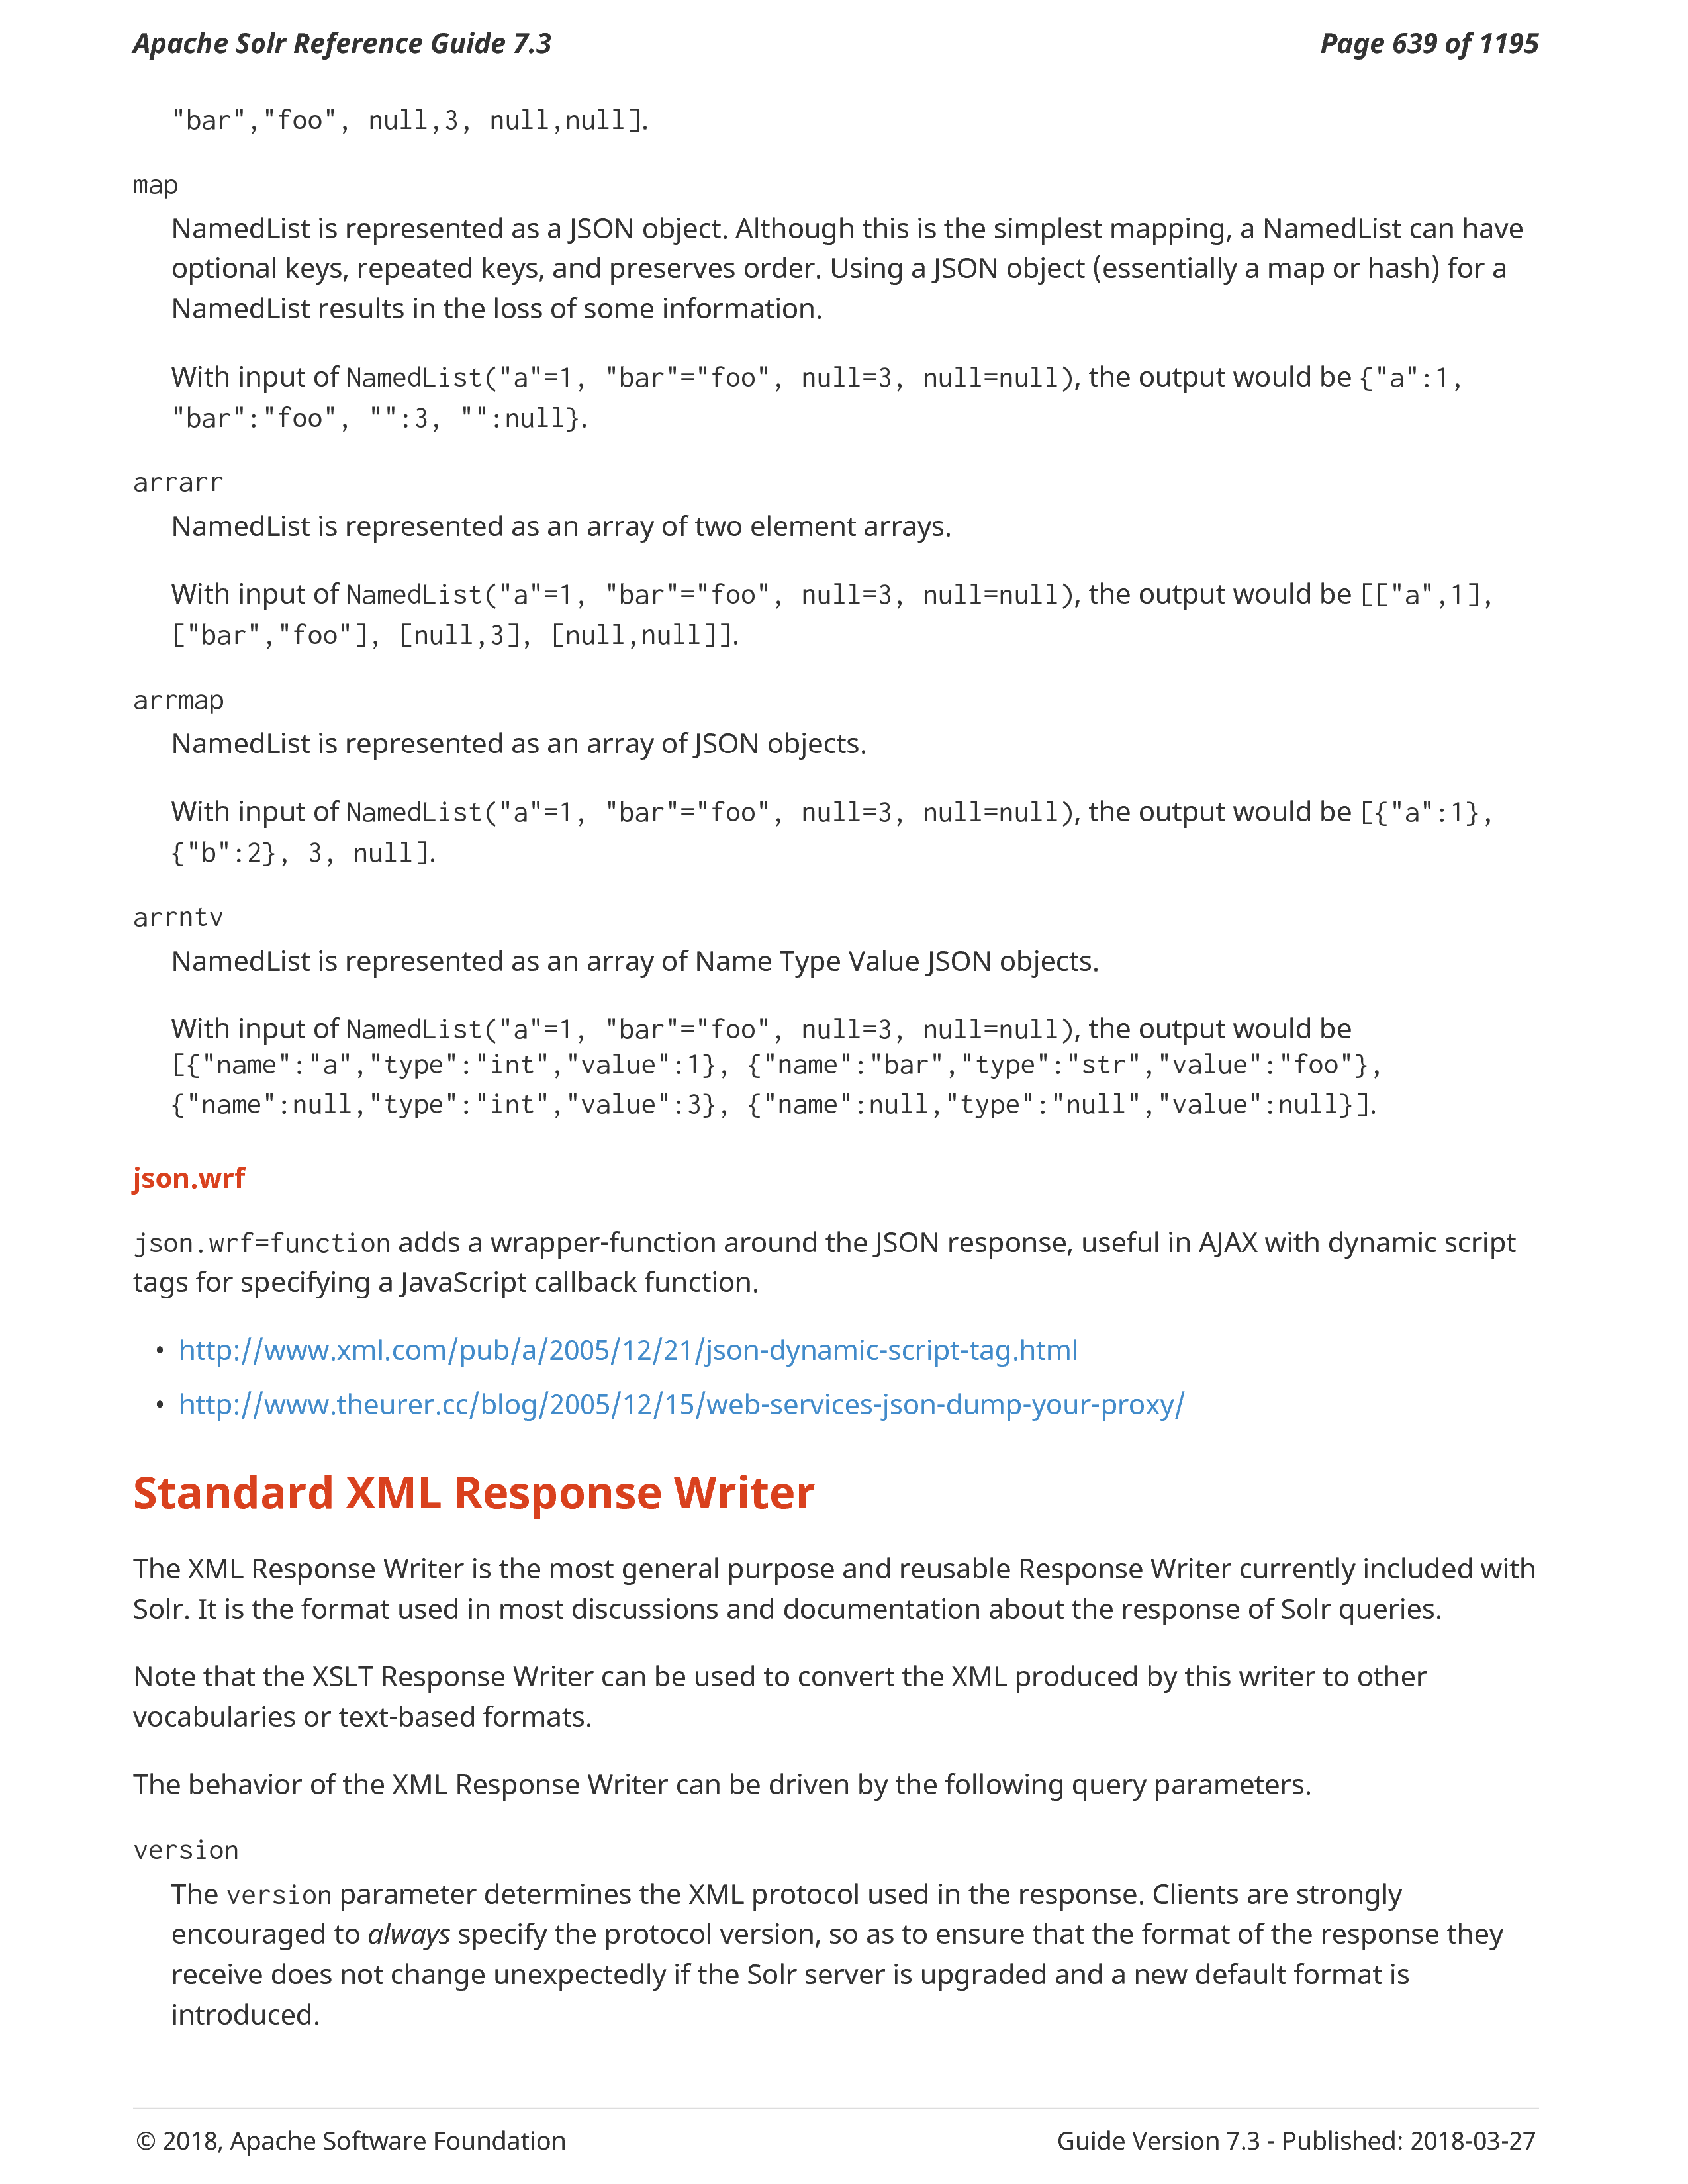 Apache Solr Reference Guide 7.3 Page 639 of 1195
"bar","foo", null,3, null,null].
map
NamedList is represented as a JSON object. Although this is the simplest mapping, a NamedList can have
optional keys, repeated keys, and preserves order. Using a JSON object (essentially a map or hash) for a
NamedList results in the loss of some information.
With input of NamedList("a"=1, "bar"="foo", null=3, null=null), the output would be {"a":1,
"bar":"foo", "":3, "":null}.
arrarr
NamedList is represented as an array of two element arrays.
With input of NamedList("a"=1, "bar"="foo", null=3, null=null), the output would be [["a",1],
["bar","foo"], [null,3], [null,null]].
arrmap
NamedList is represented as an array of JSON objects.
With input of NamedList("a"=1, "bar"="foo", null=3, null=null), the output would be [{"a":1},
{"b":2}, 3, null].
arrntv
NamedList is represented as an array of Name Type Value JSON objects.
With input of NamedList("a"=1, "bar"="foo", null=3, null=null), the output would be
[{"name":"a","type":"int","value":1}, {"name":"bar","type":"str","value":"foo"},
{"name":null,"type":"int","value":3}, {"name":null,"type":"null","value":null}].
json.wrf
json.wrf=function adds a wrapper-function around the JSON response, useful in AJAX with dynamic script
tags for specifying a JavaScript callback function.
• http://www.xml.com/pub/a/2005/12/21/json-dynamic-script-tag.html
• http://www.theurer.cc/blog/2005/12/15/web-services-json-dump-your-proxy/
Standard XML Response Writer
The XML Response Writer is the most general purpose and reusable Response Writer currently included with
Solr. It is the format used in most discussions and documentation about the response of Solr queries.
Note that the XSLT Response Writer can be used to convert the XML produced by this writer to other
vocabularies or text-based formats.
The behavior of the XML Response Writer can be driven by the following query parameters.
version
The version parameter determines the XML protocol used in the response. Clients are strongly
encouraged to always specify the protocol version, so as to ensure that the format of the response they
receive does not change unexpectedly if the Solr server is upgraded and a new default format is
introduced.
© 2018, Apache Software Foundation Guide Version 7.3 - Published: 2018-03-27